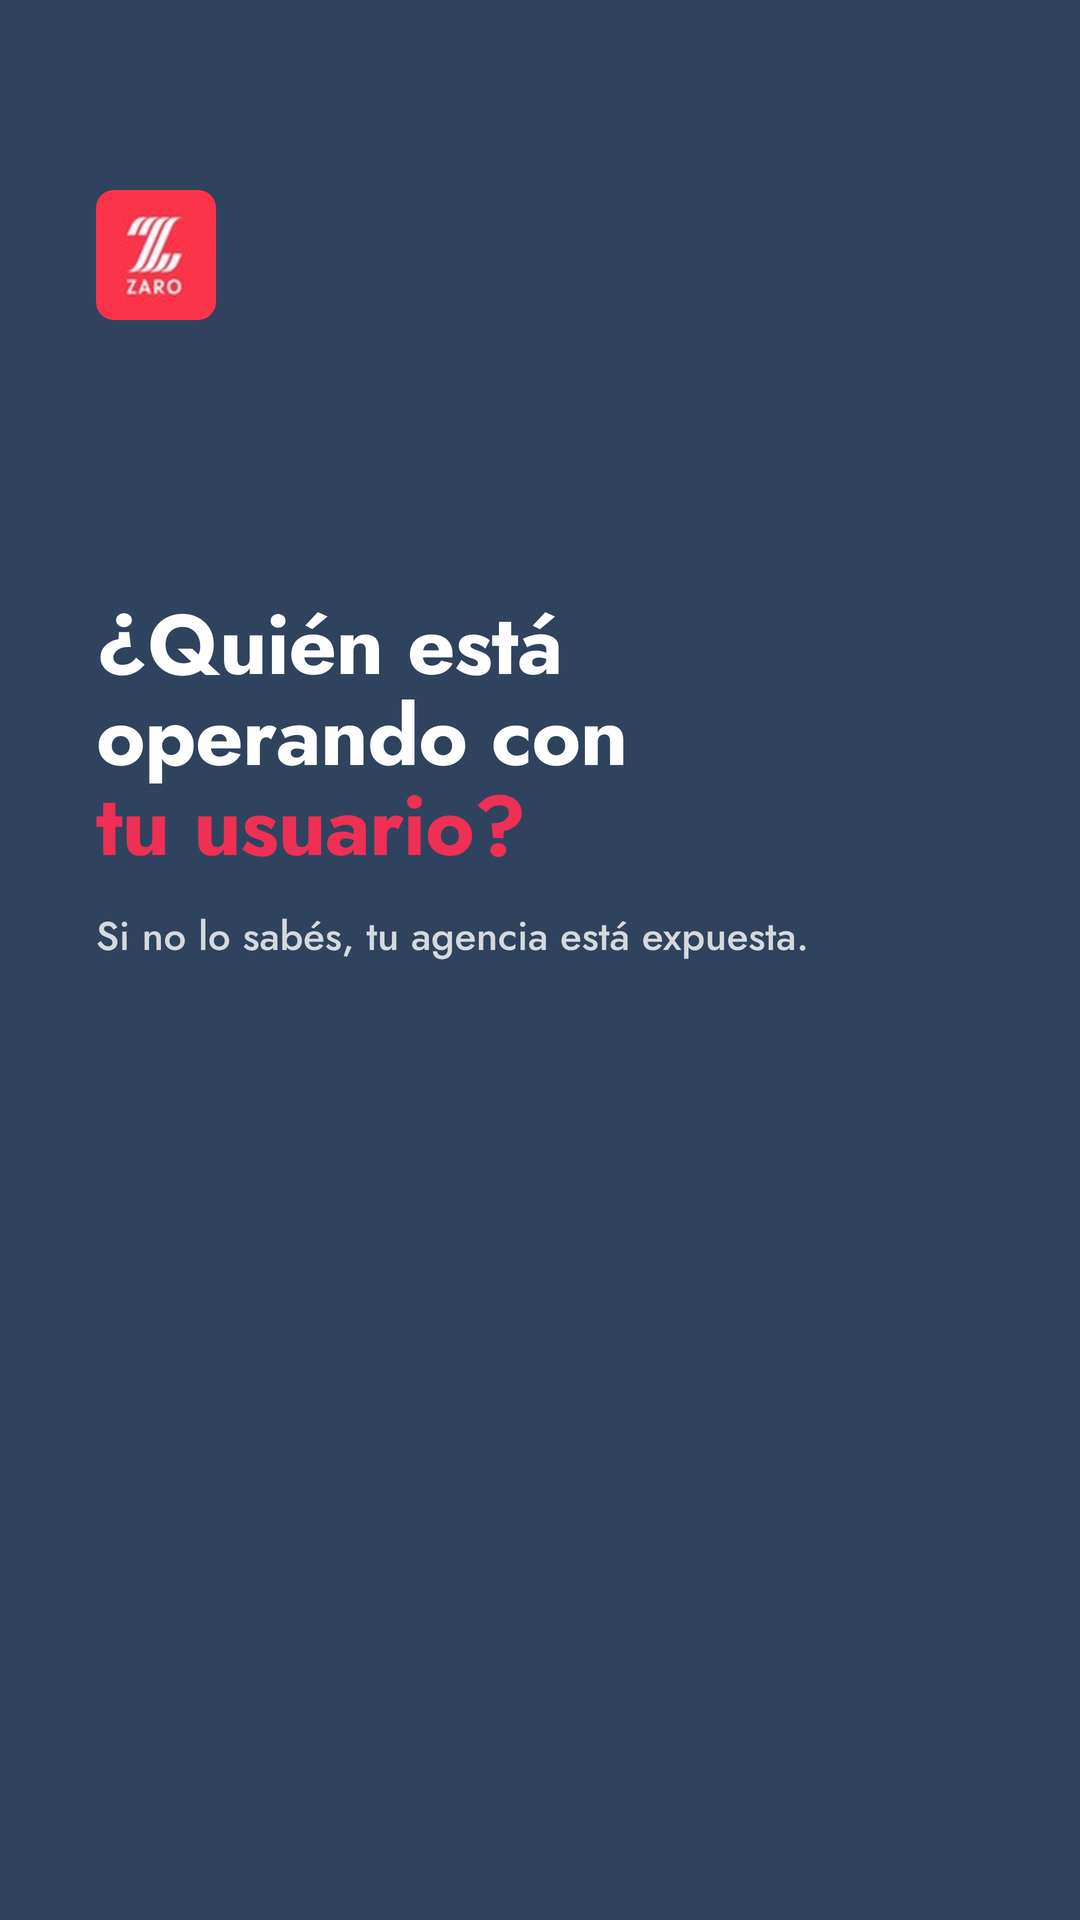 ZARO
¿Quién está
operando con
tu usuario?
Si no lo sabés, tu agencia está expuesta.